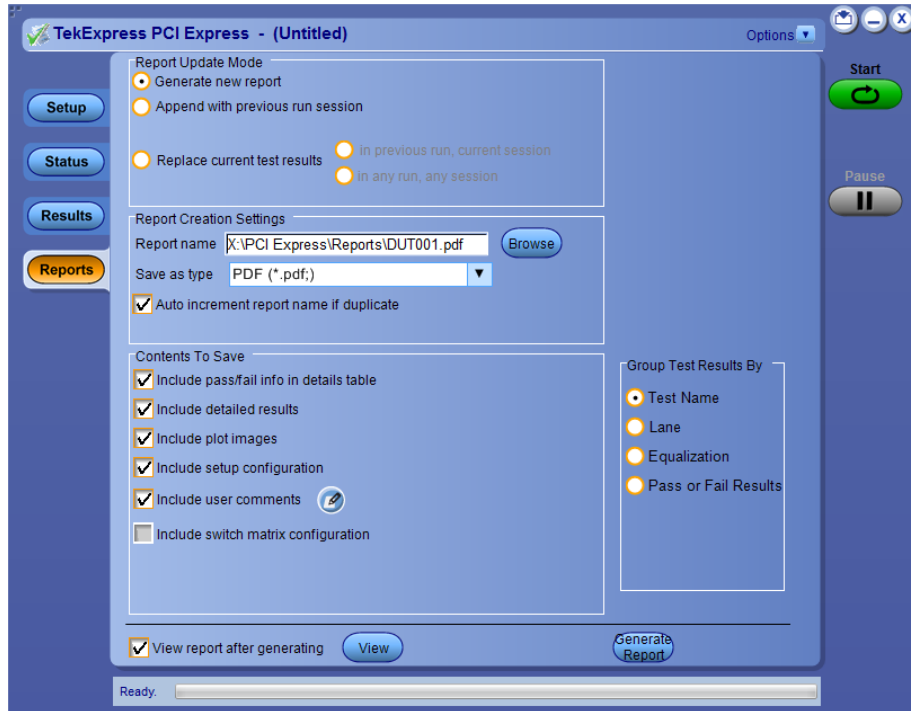 TekExpress PCI Express - (Untitled)
Options
Start
Pause
Setup
Status
Results
Reports
Report Update Mode
Generate new report
Append with previous run session
Replace current test results
in previous run, current session
in any run, any session
Report Creation Settings
Report name X:\PCI Express\Reports\DUT001.pdf Browse
Save as type PDF (*.pdf;)
Auto increment report name if duplicate
Contents To Save
Include pass/fail info in details table
Include detailed results
Include plot images
Include setup configuration
Include user comments
Include switch matrix configuration
Group Test Results By
Test Name
Lane
Equalization
Pass or Fail Results
View report after generating View
Generate
Report
Ready.